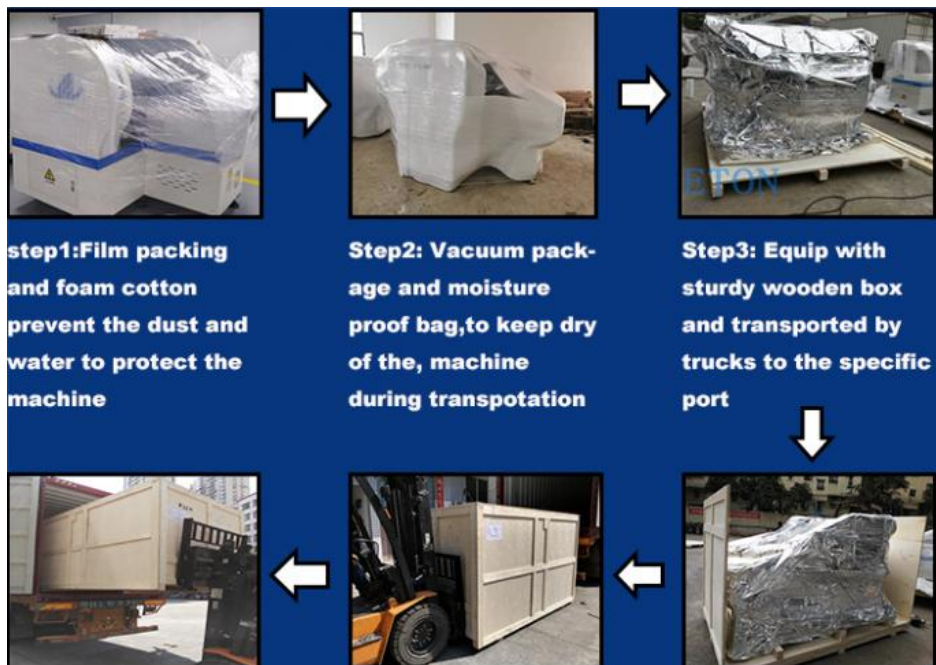 ETON
step1:Film packing
and foam cotton
prevent the dust and
water to protect the
machine
Step2: Vacuum pack-
age and moisture
proof bag,to keep dry
of the, machine
during transpotation
Step3: Equip with
sturdy wooden box
and transported by
trucks to the specific
port